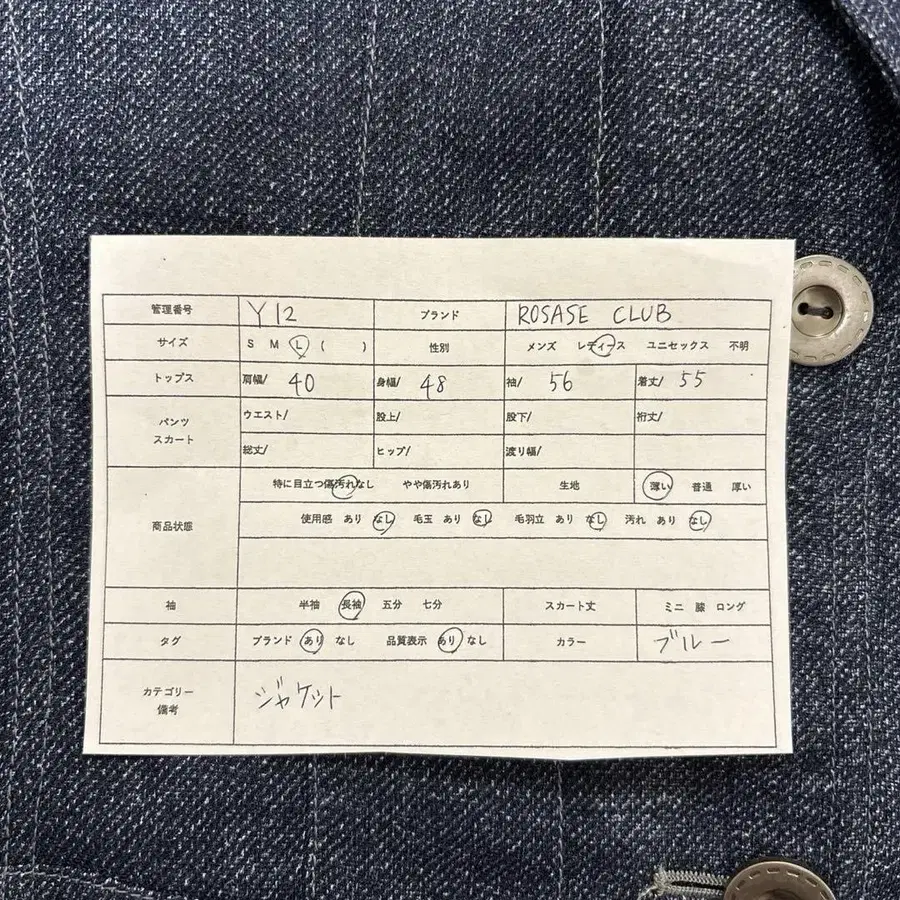 管理番号 Y12 ブランド ROSASE CLUB
サイズ S M L ( ) 性別 メンズ レディース ユニセックス 不明
トップス 肩幅/ 40 身幅/ 48 袖/ 56 着丈/ 55
パンツ スカート ウエスト/ 股上/ 股下/ 裄丈/
総丈/ ヒップ/ 渡り幅/
特に目立つ傷汚れなし やや傷汚れあり 生地 薄い 普通 厚い
商品状態 使用感 あり なし 毛玉 あり なし 毛羽立 あり なし 汚れ あり なし
袖 半袖 長袖 五分 七分 スカート丈 ミニ 膝 ロング
タグ ブランド あり なし 品質表示 あり なし カラー ブルー
カテゴリー 備考 ジャケット